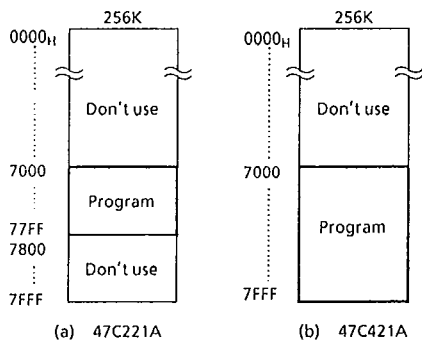 256K
0000H
Don't use
7000
Program
77FF
7800
Don't use
7FFF
(a) 47C221A
256K
0000H
Don't use
7000
Program
7FFF
(b) 47C421A